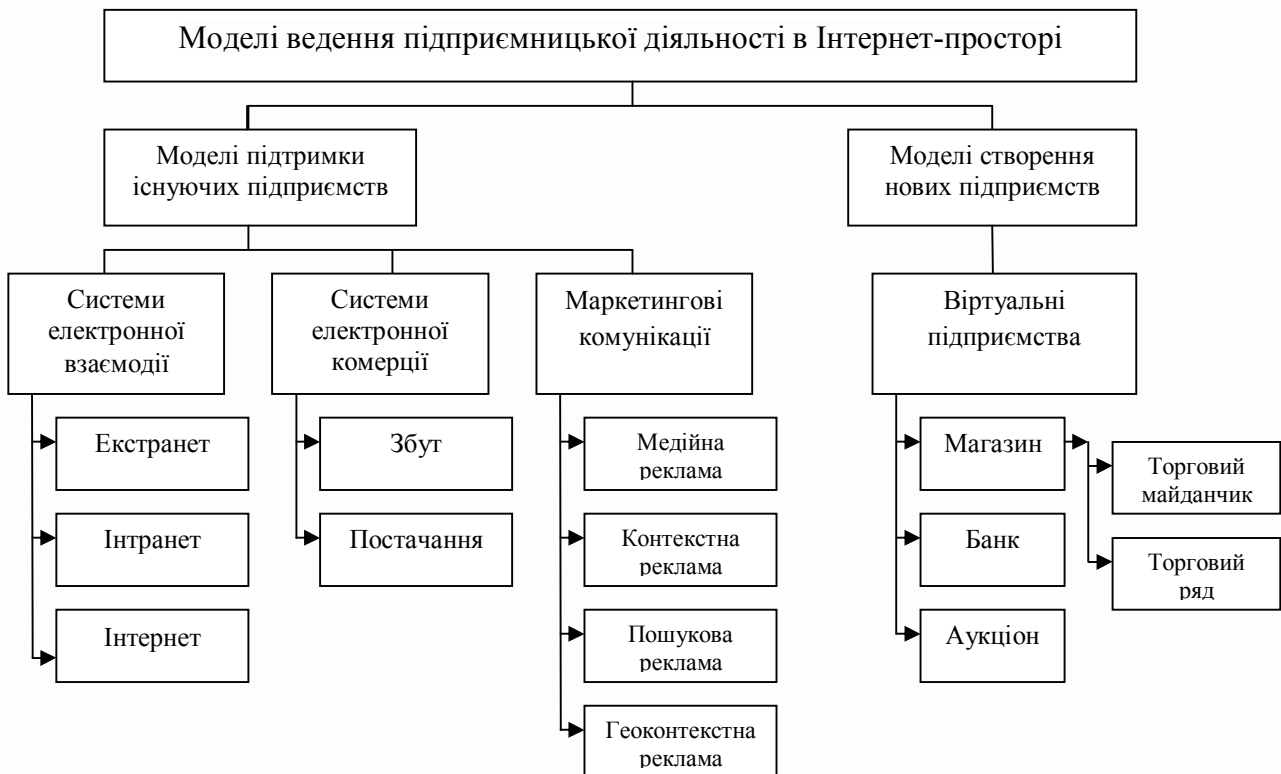 Моделі ведення підприємницької діяльності в Інтернет-просторі
Моделі підтримки
існуючих підприємств
Моделі створення
нових підприємств
Системи
електронної
взаємодії
Системи
електронної
комерції
Маркетингові
комунікації
Віртуальні
підприємства
Екстранет
Інтранет
Інтернет
Збут
Постачання
Медійна
реклама
Контекстна
реклама
Пошукова
реклама
Геоконтекстна
реклама
Магазин
Банк
Аукціон
Торговий
майданчик
Торговий
ряд